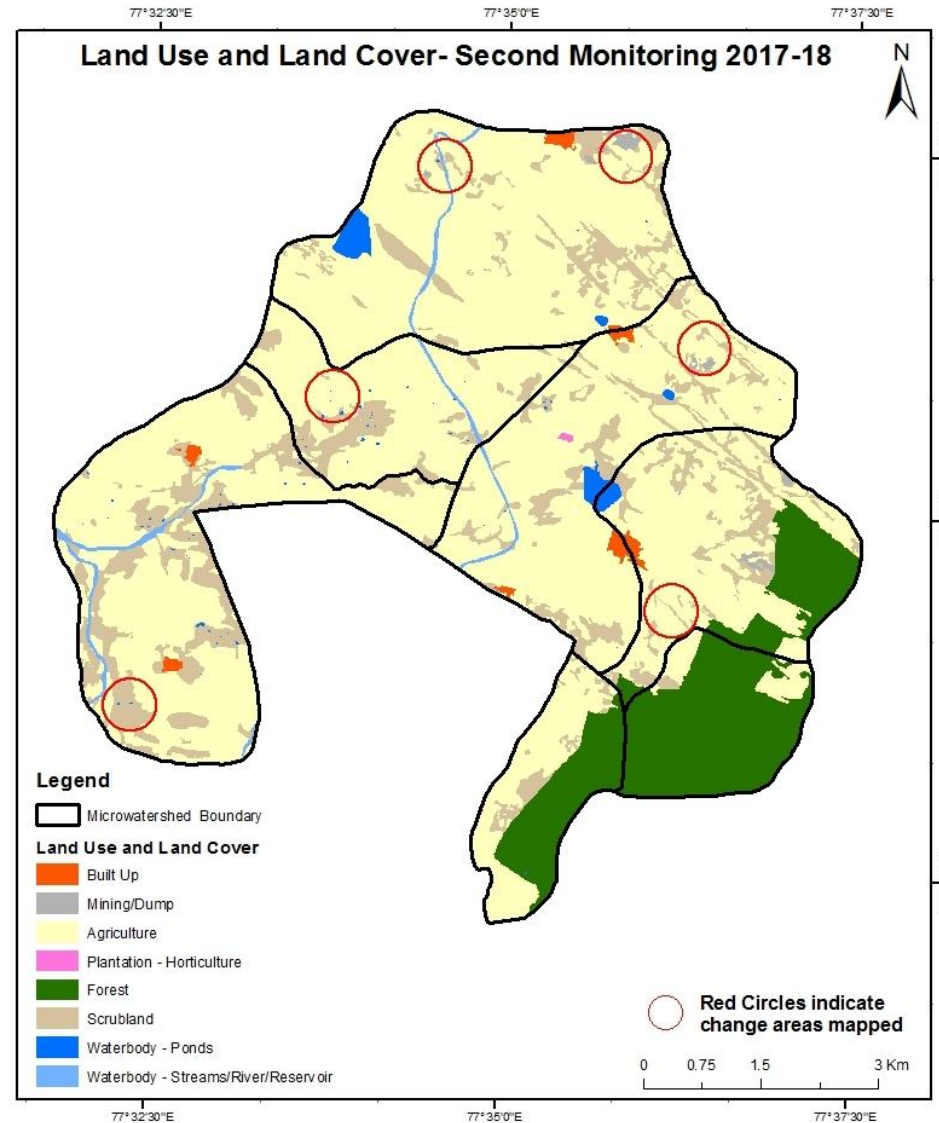 77° 32'30"E 77° 35'0"E 77° 37'30"E
Land Use and Land Cover- Second Monitoring 2017-18
N
Legend
Microwatershed Boundary
Land Use and Land Cover
Built Up
Mining/Dump
Agriculture
Plantation - Horticulture
Forest
Scrubland
Waterbody - Ponds
Waterbody - Streams/River/Reservoir
Red Circles indicate
change areas mapped
0 0.75 1.5 3 Km
77° 32'30"E 77° 35'0"E 77° 37'30"E